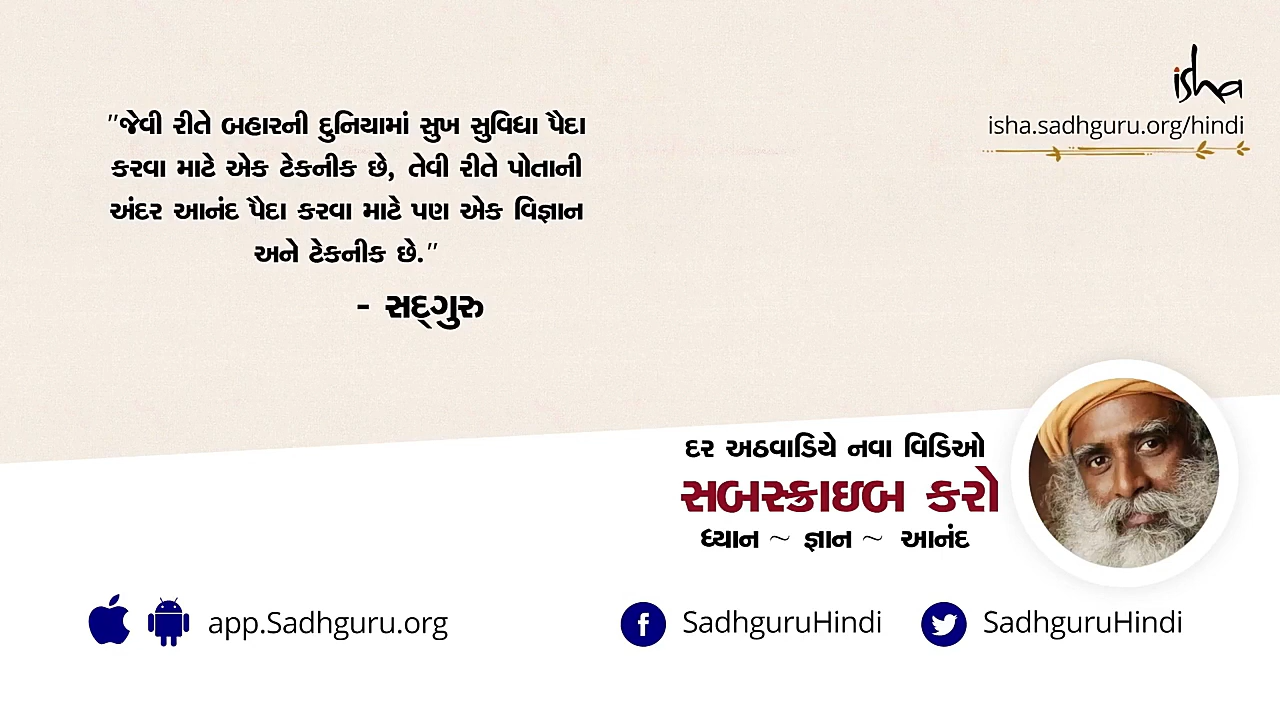 "જેવી રીતે બહારની દુનિયામાં સુખ સુવિધા પૈદા
કરવા માટે એક ટેકનીક છે, તેવી રીતે પોતાની
અંદર આનંદ પૈદા કરવા માટે પણ એક વિજ્ઞાન
અને ટેકનીક છે."
- સદ્‌ગુરુ
isha
isha.sadhguru.org/hindi
દર અઠવાડિયે નવા વિડિઓ
સબસ્ક્રાઇબ કરો
ધ્યાન ~ જ્ઞાન ~ આનંદ
app.Sadhguru.org
SadhguruHindi
SadhguruHindi